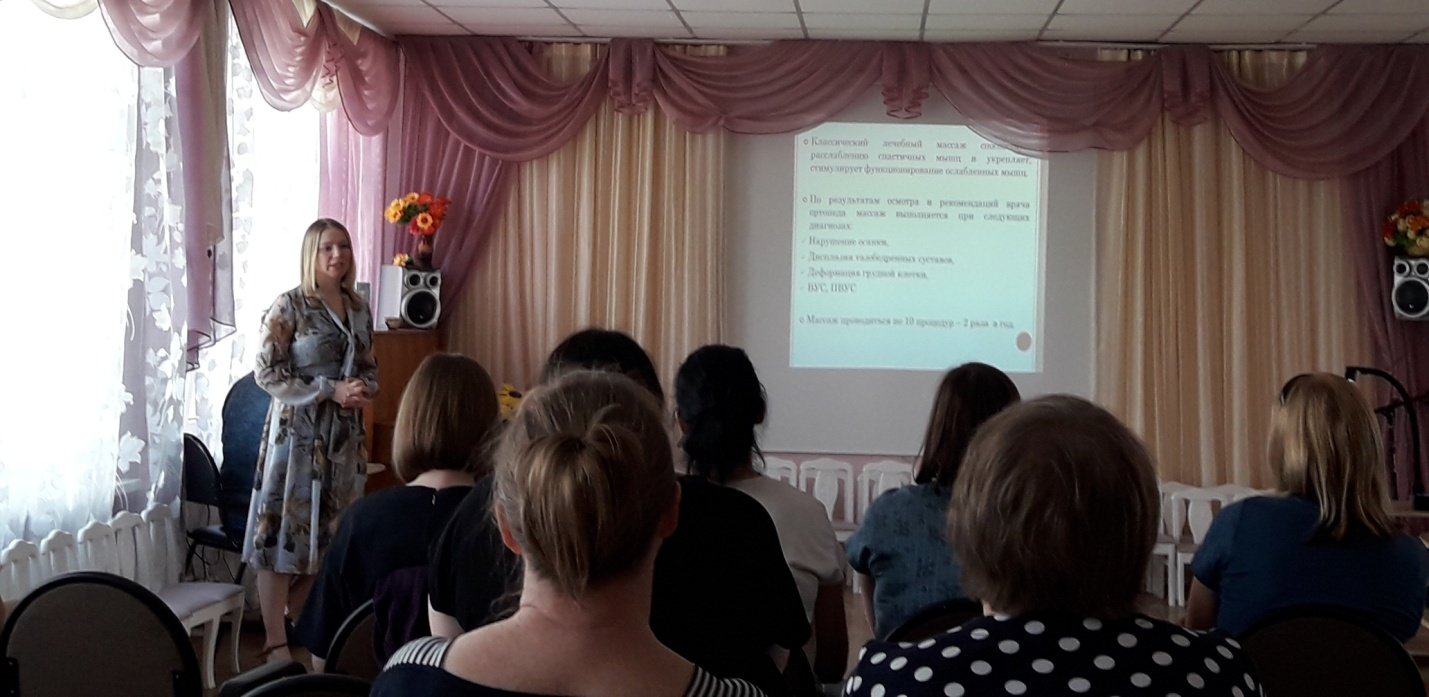 Классический лечебный массаж
расслаблению спастичных мышц и укрепляет,
стимулирует функционирование ослабленных мышц.
По результатам осмотра и рекомендаций врача
ортопеда массаж выполняется при следующих
диагнозах:
Нарушение осанки,
Дисплазия тазобедренных суставов,
Деформация грудной клетки,
ВУС, ПВУС
Массаж проводиться по 10 процедур – 2 раза в год.